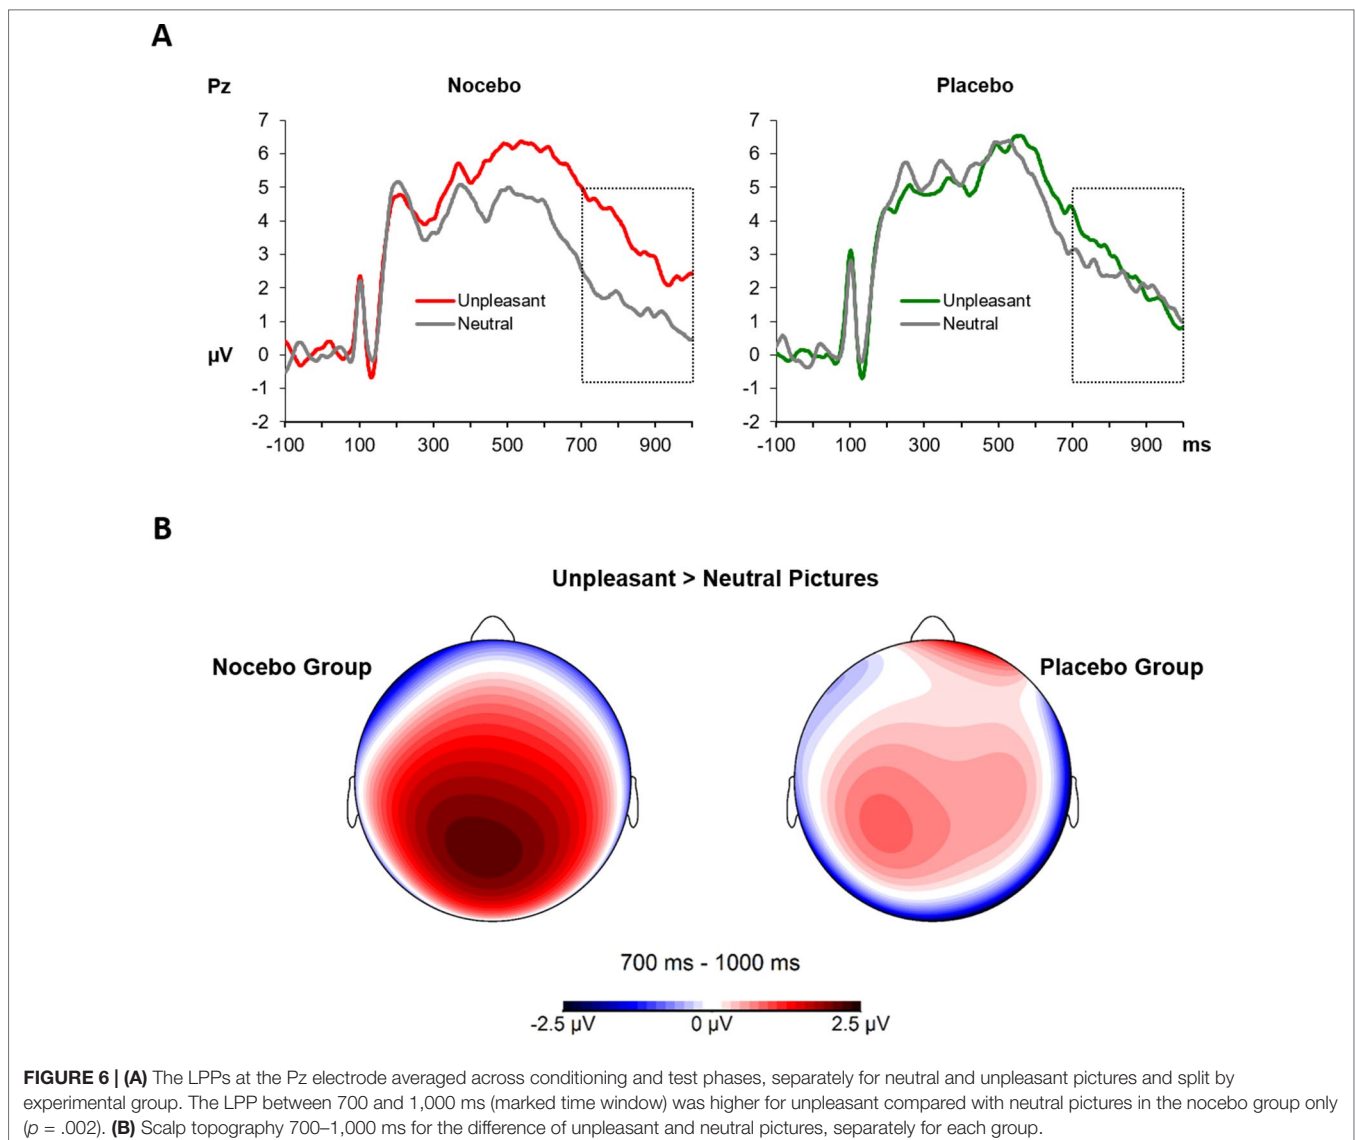 A
Pz
Nocebo
Placebo
7
6
5
4
3
2
1
0
-1
-2
µV
Unpleasant
Neutral
-100 100 300 500 700 900
7
6
5
4
3
2
1
0
-1
-2
Unpleasant
Neutral
-100 100 300 500 700 900 ms
B
Unpleasant > Neutral Pictures
Nocebo Group
Placebo Group
700 ms - 1000 ms
-2.5 µV 0 µV 2.5 µV
FIGURE 6 | (A) The LPPs at the Pz electrode averaged across conditioning and test phases, separately for neutral and unpleasant pictures and split by
experimental group. The LPP between 700 and 1,000 ms (marked time window) was higher for unpleasant compared with neutral pictures in the nocebo group only
(p = .002). (B) Scalp topography 700–1,000 ms for the difference of unpleasant and neutral pictures, separately for each group.